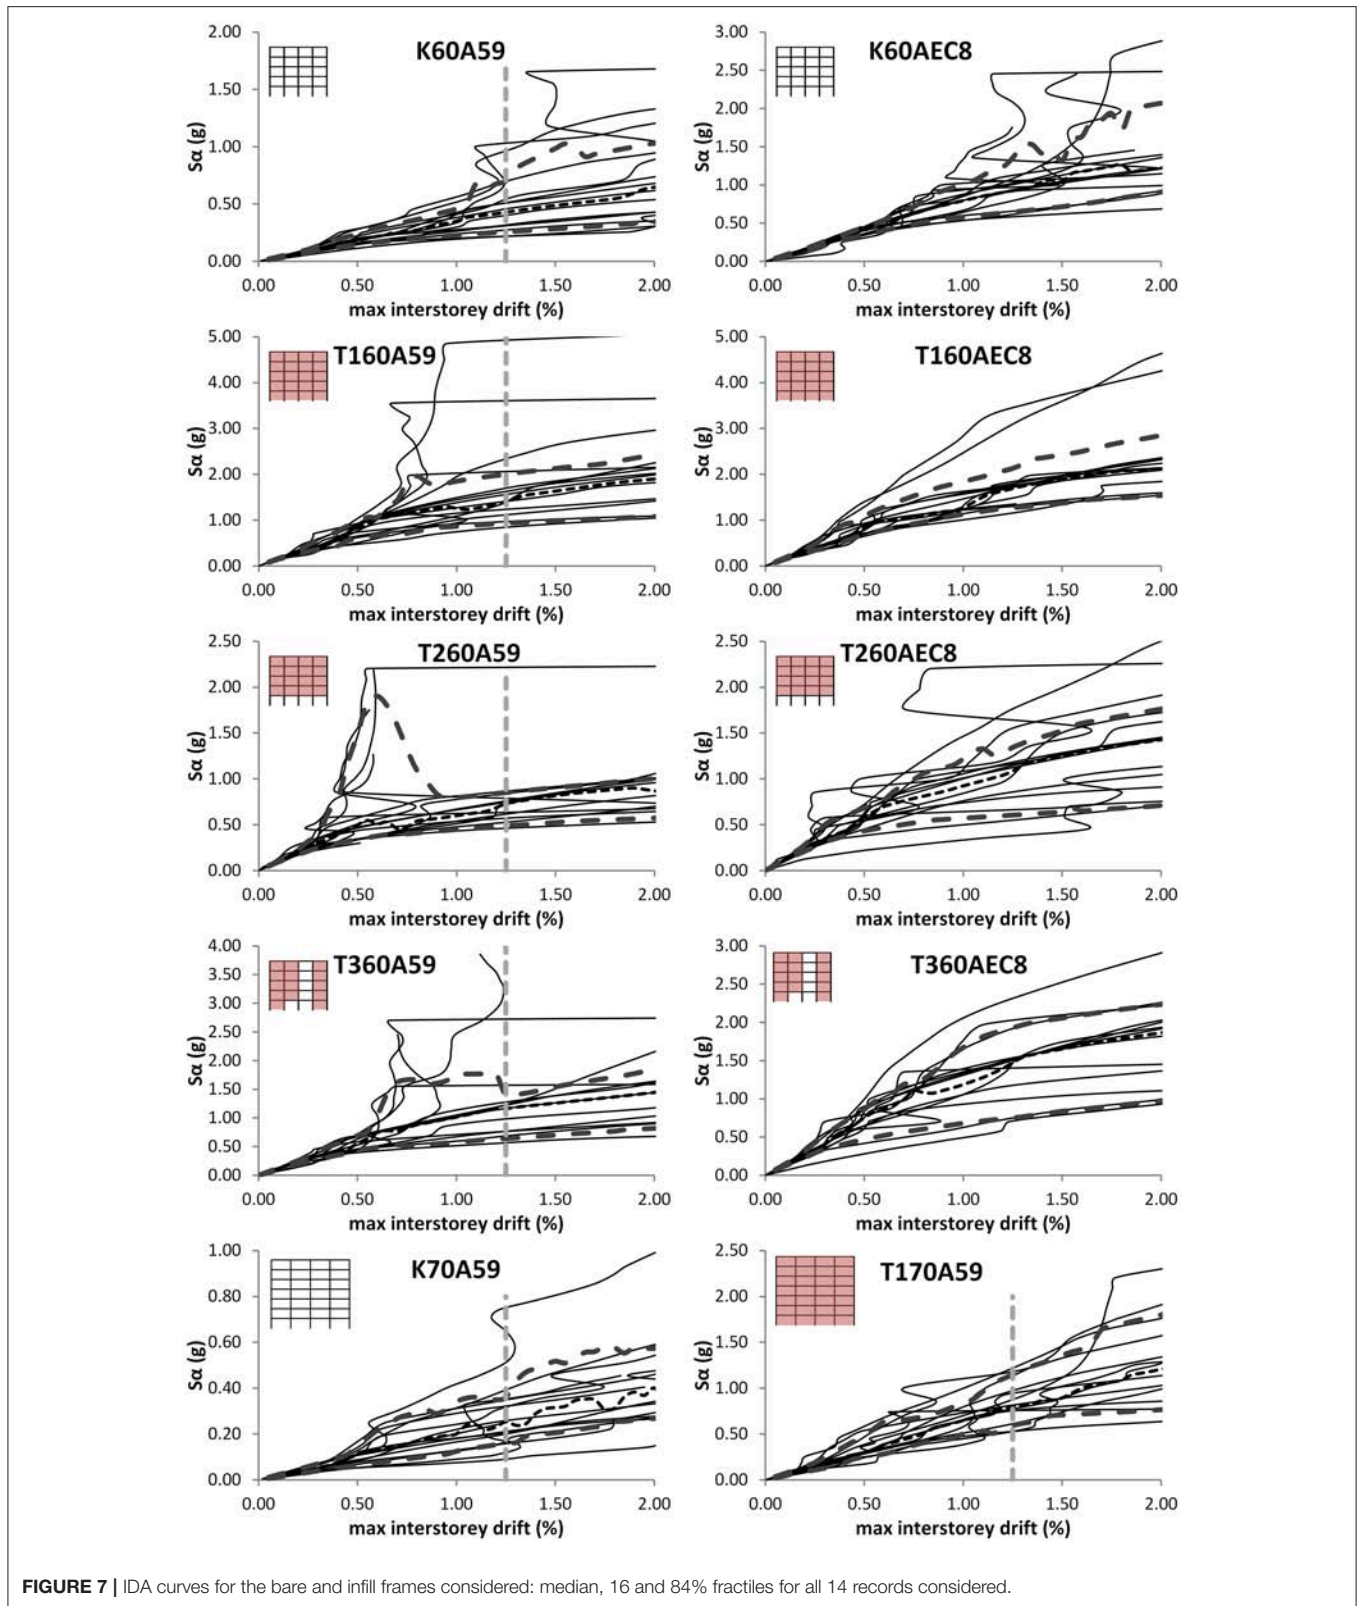 K60A59
Sα (g)
2.00
1.50
1.00
0.50
0.00
0.00 0.50 1.00 1.50 2.00
max interstorey drift (%)
K60AEC8
Sα (g)
3.00
2.50
2.00
1.50
1.00
0.50
0.00
0.00 0.50 1.00 1.50 2.00
max interstorey drift (%)
T160A59
Sα (g)
5.00
4.00
3.00
2.00
1.00
0.00
0.00 0.50 1.00 1.50 2.00
max interstorey drift (%)
T160AEC8
Sα (g)
5.00
4.00
3.00
2.00
1.00
0.00
0.00 0.50 1.00 1.50 2.00
max interstorey drift (%)
T260A59
Sα (g)
2.50
2.00
1.50
1.00
0.50
0.00
0.00 0.50 1.00 1.50 2.00
max interstorey drift (%)
T260AEC8
Sα (g)
2.50
2.00
1.50
1.00
0.50
0.00
0.00 0.50 1.00 1.50 2.00
max interstorey drift (%)
T360A59
Sα (g)
4.00
3.50
3.00
2.50
2.00
1.50
1.00
0.50
0.00
0.00 0.50 1.00 1.50 2.00
max interstorey drift (%)
T360AEC8
Sα (g)
3.00
2.50
2.00
1.50
1.00
0.50
0.00
0.00 0.50 1.00 1.50 2.00
max interstorey drift (%)
K70A59
Sα (g)
1.00
0.80
0.60
0.40
0.20
0.00
0.00 0.50 1.00 1.50 2.00
max interstorey drift (%)
T170A59
Sα (g)
2.50
2.00
1.50
1.00
0.50
0.00
0.00 0.50 1.00 1.50 2.00
max interstorey drift (%)
FIGURE 7 | IDA curves for the bare and infill frames considered: median, 16 and 84% fractiles for all 14 records considered.